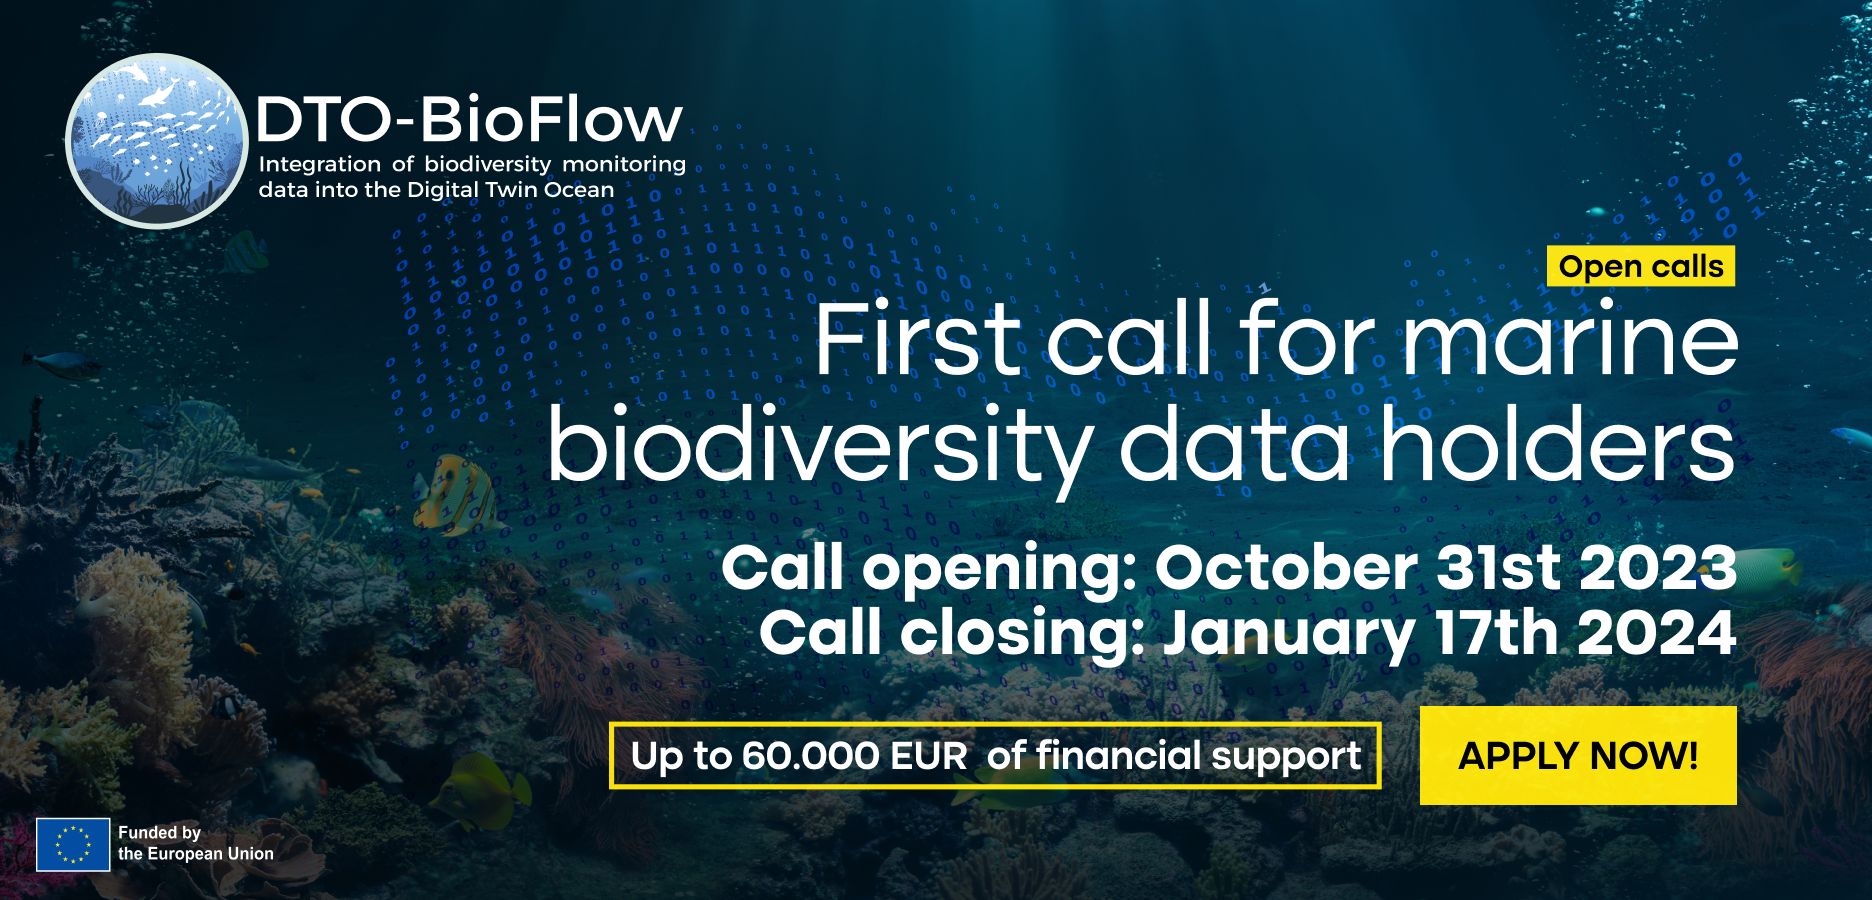 DTO-BioFlow
Integration of biodiversity monitoring
data into the Digital Twin Ocean
Open calls
First call for marine
biodiversity data holders
Call opening: October 31st 2023
Call closing: January 17th 2024
Up to 60.000 EUR of financial support
APPLY NOW!
Funded by
the European Union